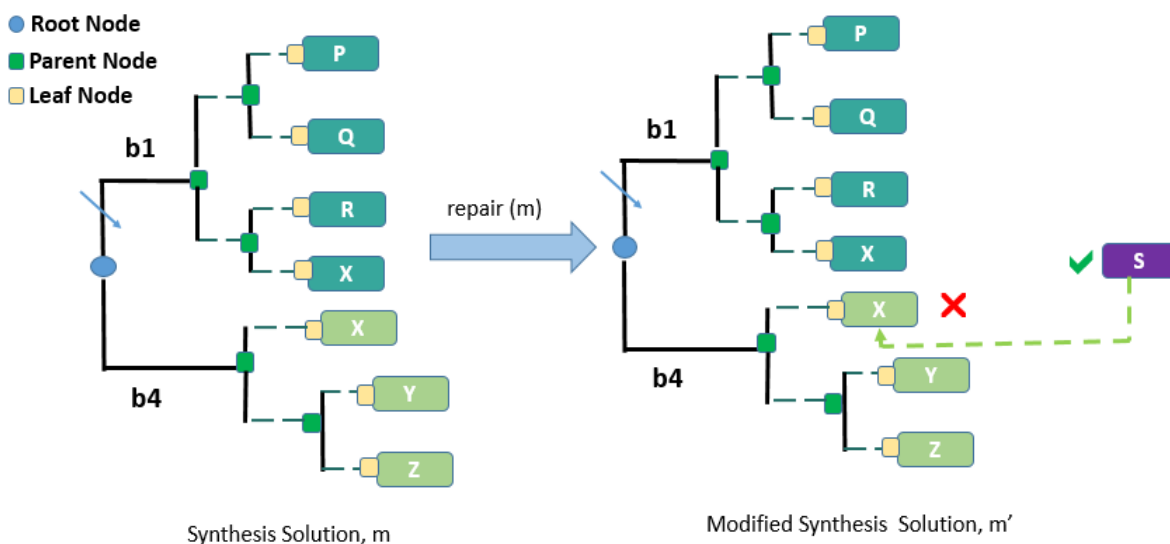 Root Node
Parent Node
Leaf Node
P
Q
b1
R
X
X
b4
Y
Z
Synthesis Solution, m
repair (m)
P
Q
b1
R
X
X
S
b4
Y
Z
Modified Synthesis Solution, m′